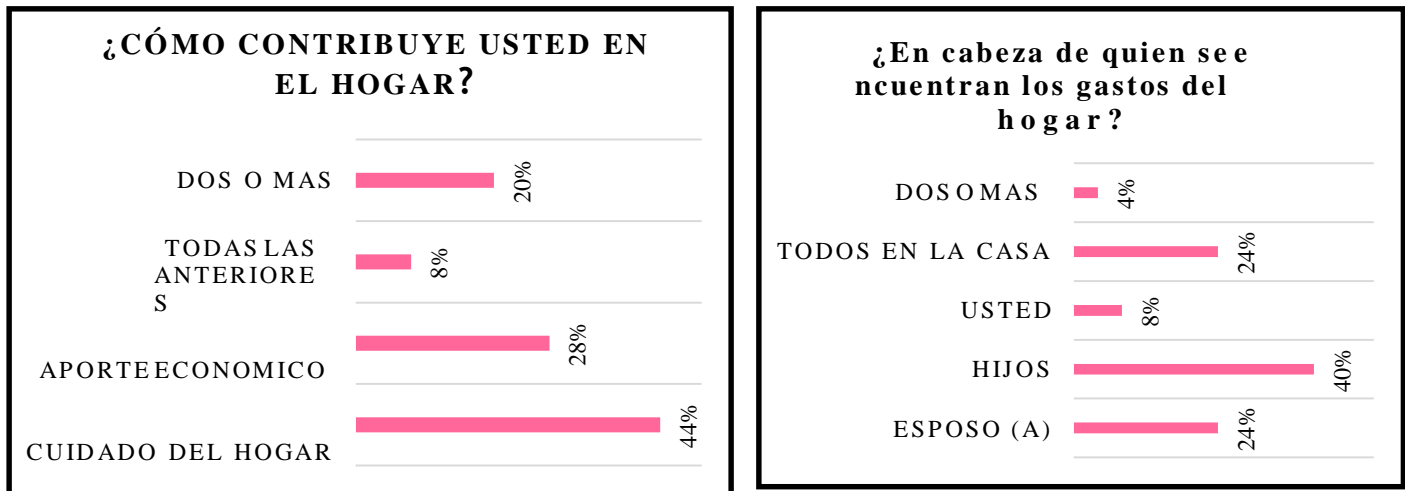 ¿CÓMO CONTRIBUYE USTED EN
EL HOGAR?
DOS O MAS
20%
TODAS LAS
ANTERIORE
S
8%
APORTE ECONOMICO
28%
CUIDADO DEL HOGAR
44%
¿En cabeza de quien se e
ncuentran los gastos del
hogar?
DOS O MAS
4%
TODOS EN LA CASA
24%
USTED
8%
HIJOS
40%
ESPOSO (A)
24%